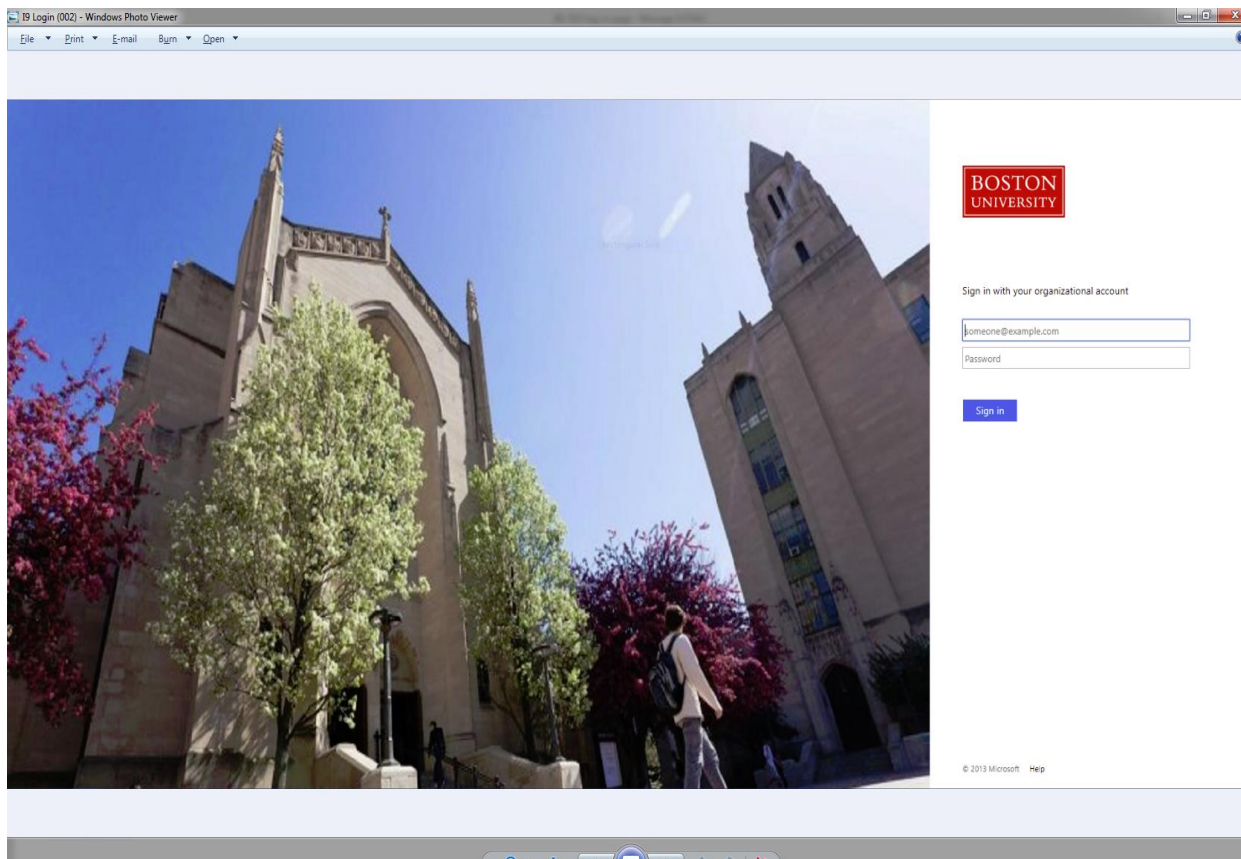 I9 Login (002) - Windows Photo Viewer
File Print E-mail Burn Open
BOSTON
UNIVERSITY
Sign in with your organizational account
someone@example.com
Password
Sign in
© 2013 Microsoft Help